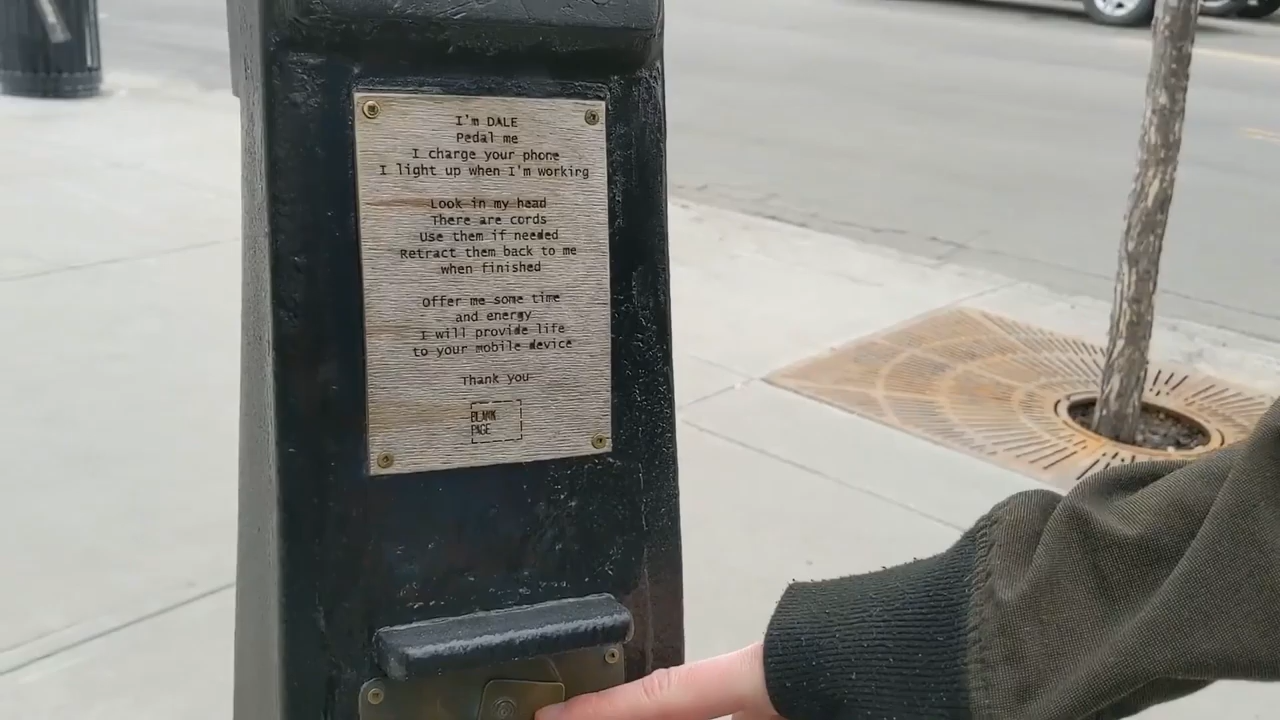 I'm DALE
Pedal me
I charge your phone
I light up when I'm working
Look in my head
There are cords
Use them if needed
Retract them back to me
when finished
Offer me some time
and energy
I will provide life
to your mobile device
Thank you
BLANK
PAGE